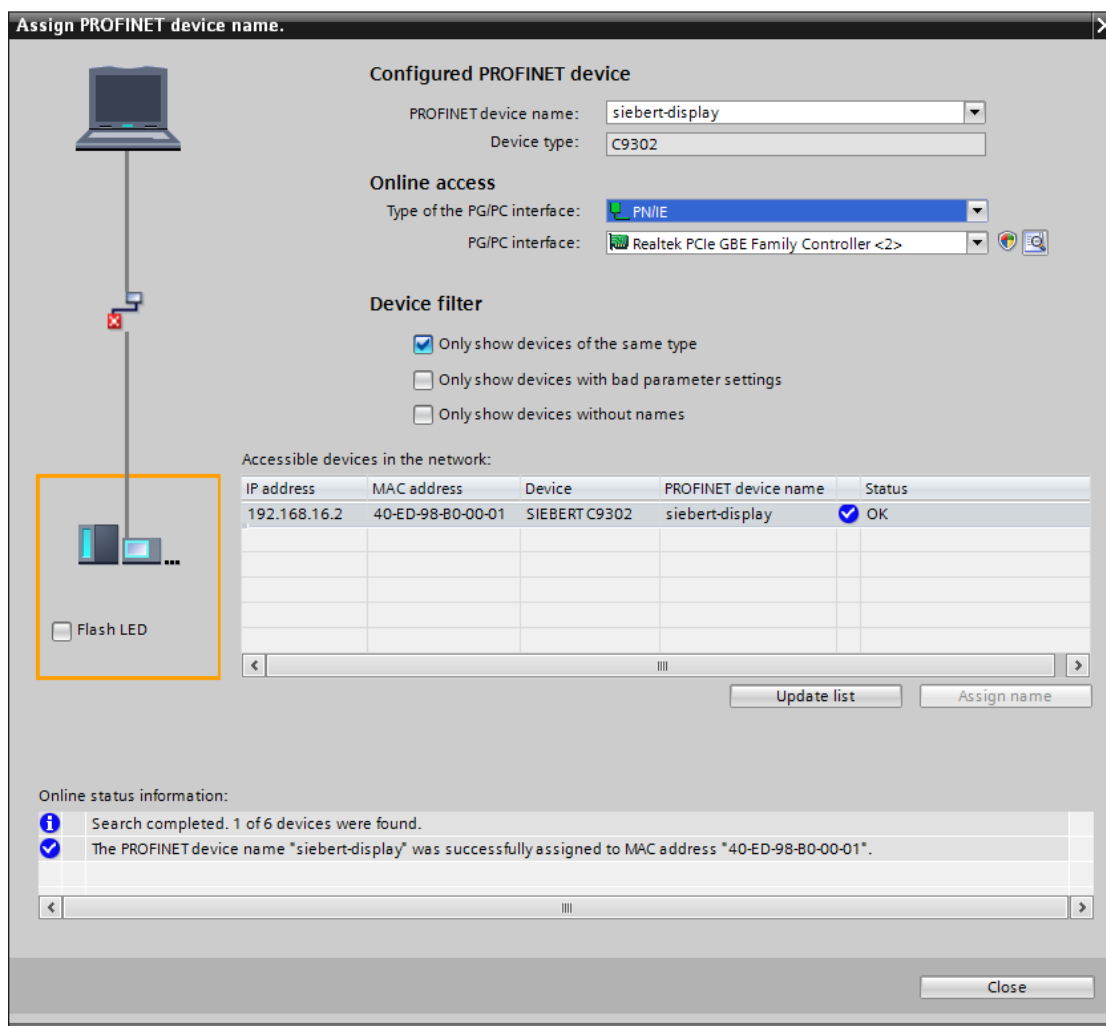 Assign PROFINET device name.
Configured PROFINET device
PROFINET device name: siebert-display
Device type: C9302
Online access
Type of the PG/PC interface: PN/IE
PG/PC interface: Realtek PCIe GBE Family Controller <2>
Device filter
Only show devices of the same type
Only show devices with bad parameter settings
Only show devices without names
Accessible devices in the network:
IP address MAC address Device PROFINET device name Status
192.168.16.2 40-ED-98-B0-00-01 SIEBERT C9302 siebert-display OK
Flash LED
Update list Assign name
Online status information:
Search completed. 1 of 6 devices were found.
The PROFINET device name "siebert-display" was successfully assigned to MAC address "40-ED-98-B0-00-01".
Close